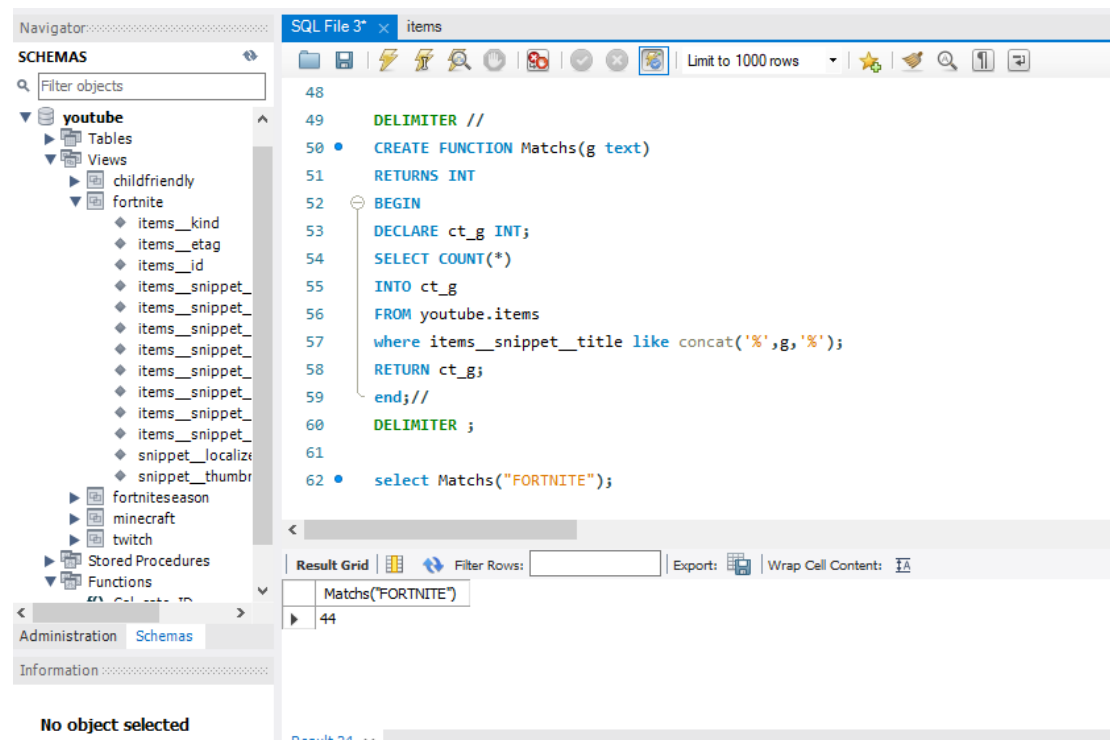 Navigator
SCHEMAS
Filter objects
youtube
Tables
Views
childfriendly
fortnite
items__kind
items__etag
items__id
items__snippet_
items__snippet_
items__snippet_
items__snippet_
items__snippet_
items__snippet_
items__snippet_
items__snippet_
snippet__localize
snippet__thumbr
fortniteseason
minecraft
twitch
Stored Procedures
Functions
Administration Schemas
Information
No object selected
SQL File 3* items
Limit to 1000 rows
48
49 DELIMITER //
50 CREATE FUNCTION Matchs(g text)
51 RETURNS INT
52 BEGIN
53 DECLARE ct_g INT;
54 SELECT COUNT(*)
55 INTO ct_g
56 FROM youtube.items
57 where items__snippet__title like concat('%',g,'%');
58 RETURN ct_g;
59 end;//
60 DELIMITER ;
61
62 select Matchs("FORTNITE");
Result Grid Filter Rows: Export: Wrap Cell Content:
Matchs("FORTNITE")
44